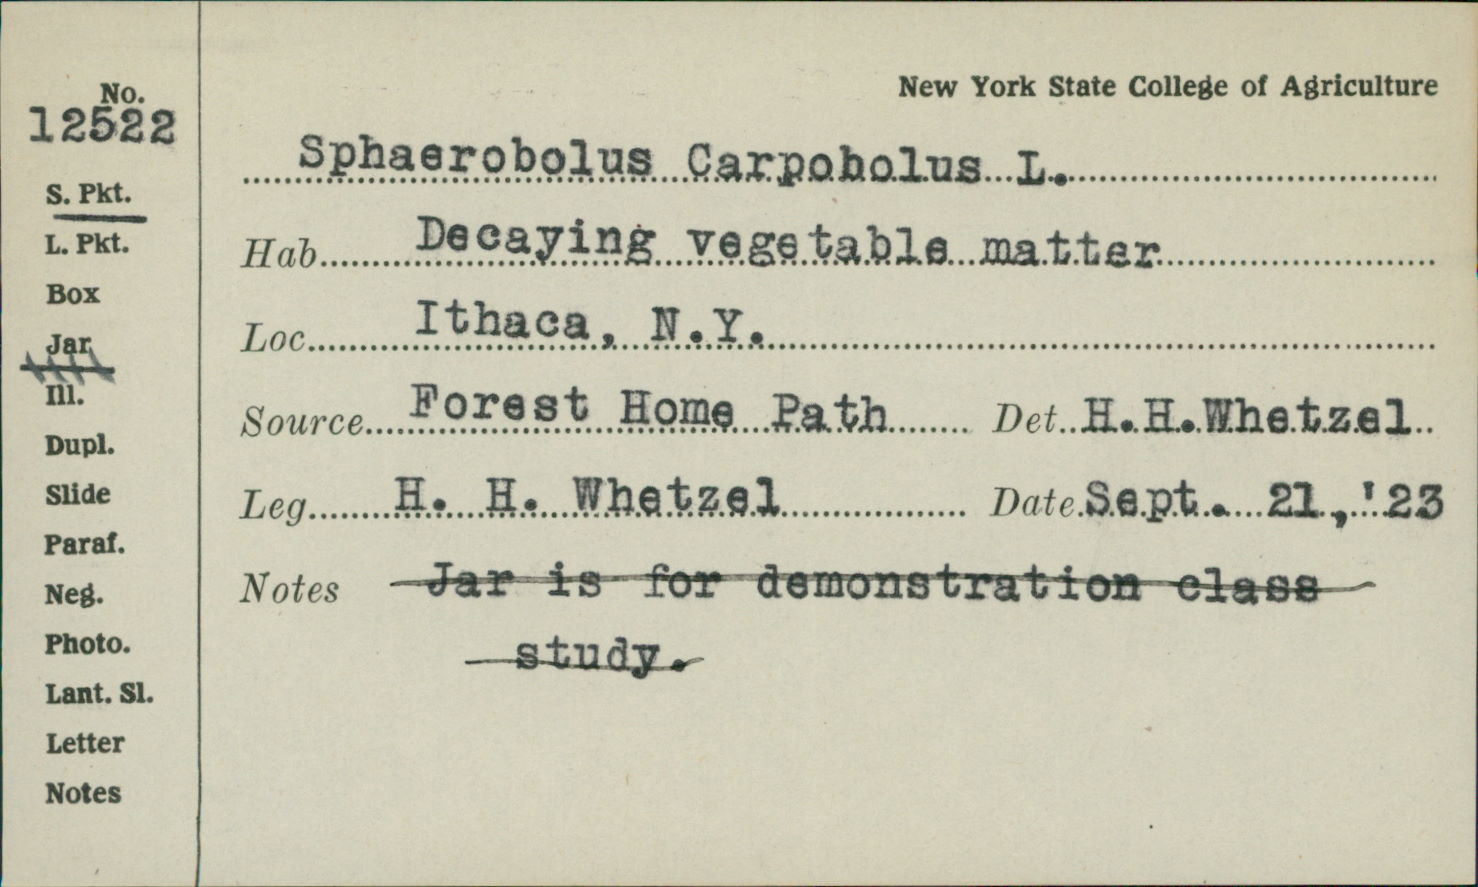 No.
12522
S. Pkt.
L. Pkt.
Box
Jar
Ill.
Dupl.
Slide
Paraf.
Neg.
Photo.
Lant. Sl.
Letter
Notes
New York State College of Agriculture
Sphaerobolus Carpobolus L.
Hab. Decaying vegetable matter
Loc. Ithaca, N.Y.
Source Forest Home Path Det. H.H.Whetzel
Leg. H. H. Whetzel Date Sept. 21, '23
Notes Jar is for demonstration class
study.